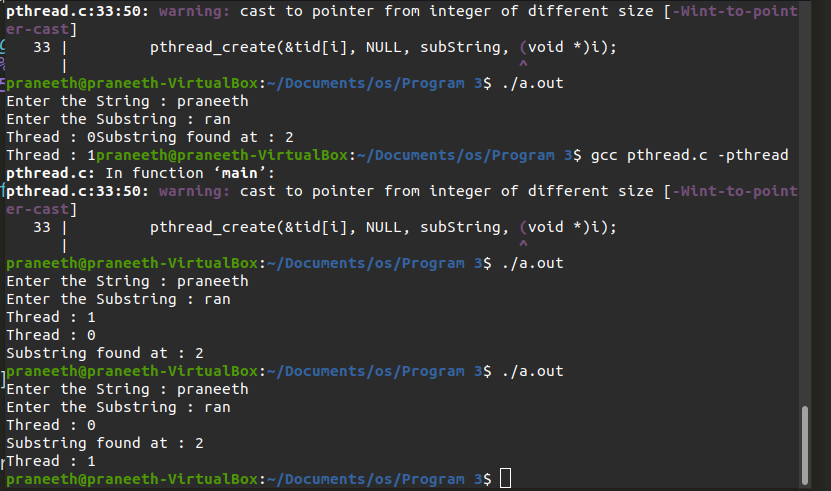 pthread.c:33:50: warning: cast to pointer from integer of different size [-Wint-to-point
er-cast]
33 | pthread_create(&tid[i], NULL, subString, (void *)i);
| ^
praneeth@praneeth-VirtualBox:~/Documents/os/Program 3$ ./a.out
Enter the String : praneeth
Enter the Substring : ran
Thread : 0Substring found at : 2
Thread : 1praneeth@praneeth-VirtualBox:~/Documents/os/Program 3$ gcc pthread.c -pthread
pthread.c: In function ‘main’:
pthread.c:33:50: warning: cast to pointer from integer of different size [-Wint-to-point
er-cast]
33 | pthread_create(&tid[i], NULL, subString, (void *)i);
| ^
praneeth@praneeth-VirtualBox:~/Documents/os/Program 3$ ./a.out
Enter the String : praneeth
Enter the Substring : ran
Thread : 1
Thread : 0
Substring found at : 2
praneeth@praneeth-VirtualBox:~/Documents/os/Program 3$ ./a.out
Enter the String : praneeth
Enter the Substring : ran
Thread : 0
Substring found at : 2
Thread : 1
praneeth@praneeth-VirtualBox:~/Documents/os/Program 3$